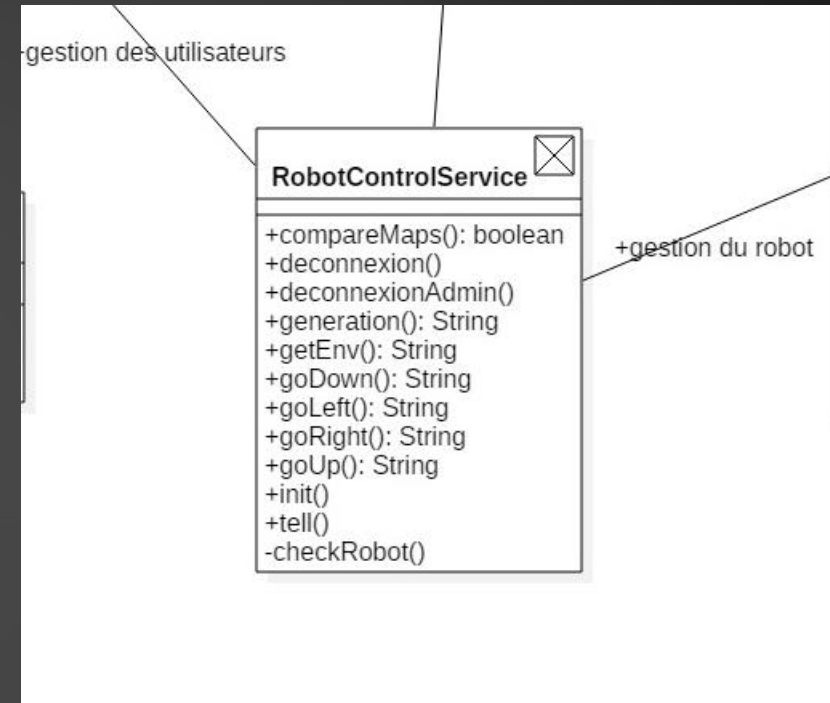 -gestion des utilisateurs
RobotControlService
+compareMaps(): boolean
+deconnexion()
+deconnexionAdmin()
+generation(): String
+getEnv(): String
+goDown(): String
+goLeft(): String
+goRight(): String
+goUp(): String
+init()
+tell()
-checkRobot()
+gestion du robot